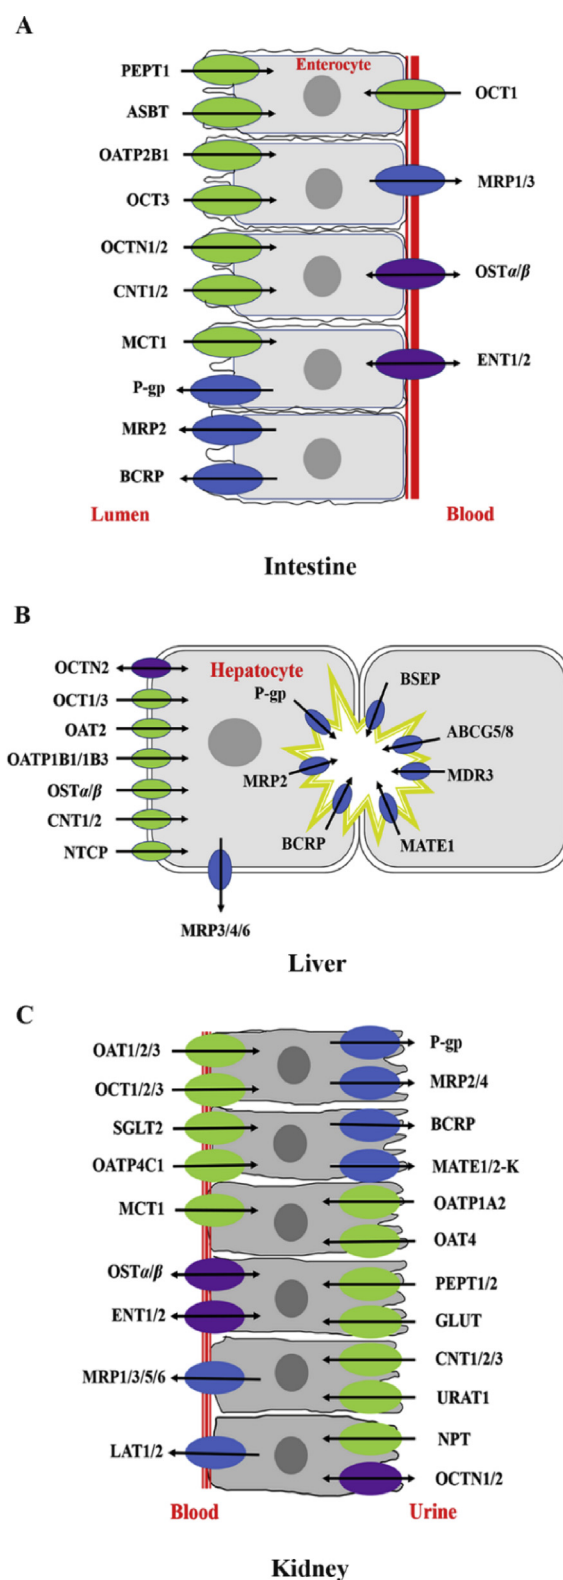 A
PEPT1
Enterocyte
OCT1
ASBT
OATP2B1
MRP1/3
OCT3
OCTN1/2
OSTα/β
CNT1/2
MCT1
ENT1/2
P-gp
MRP2
BCRP
Lumen
Blood
Intestine
B
OCTN2
Hepatocyte
BSEP
P-gp
OCT1/3
OAT2
ABCG5/8
OATP1B1/1B3
MRP2
MDR3
OSTα/β
CNT1/2
BCRP
MATE1
NTCP
MRP3/4/6
Liver
C
OAT1/2/3
P-gp
OCT1/2/3
MRP2/4
SGLT2
BCRP
OATP4C1
MATE1/2-K
MCT1
OATP1A2
OAT4
OSTα/β
PEPT1/2
ENT1/2
GLUT
CNT1/2/3
MRP1/3/5/6
URAT1
NPT
LAT1/2
OCTN1/2
Blood
Urine
Kidney